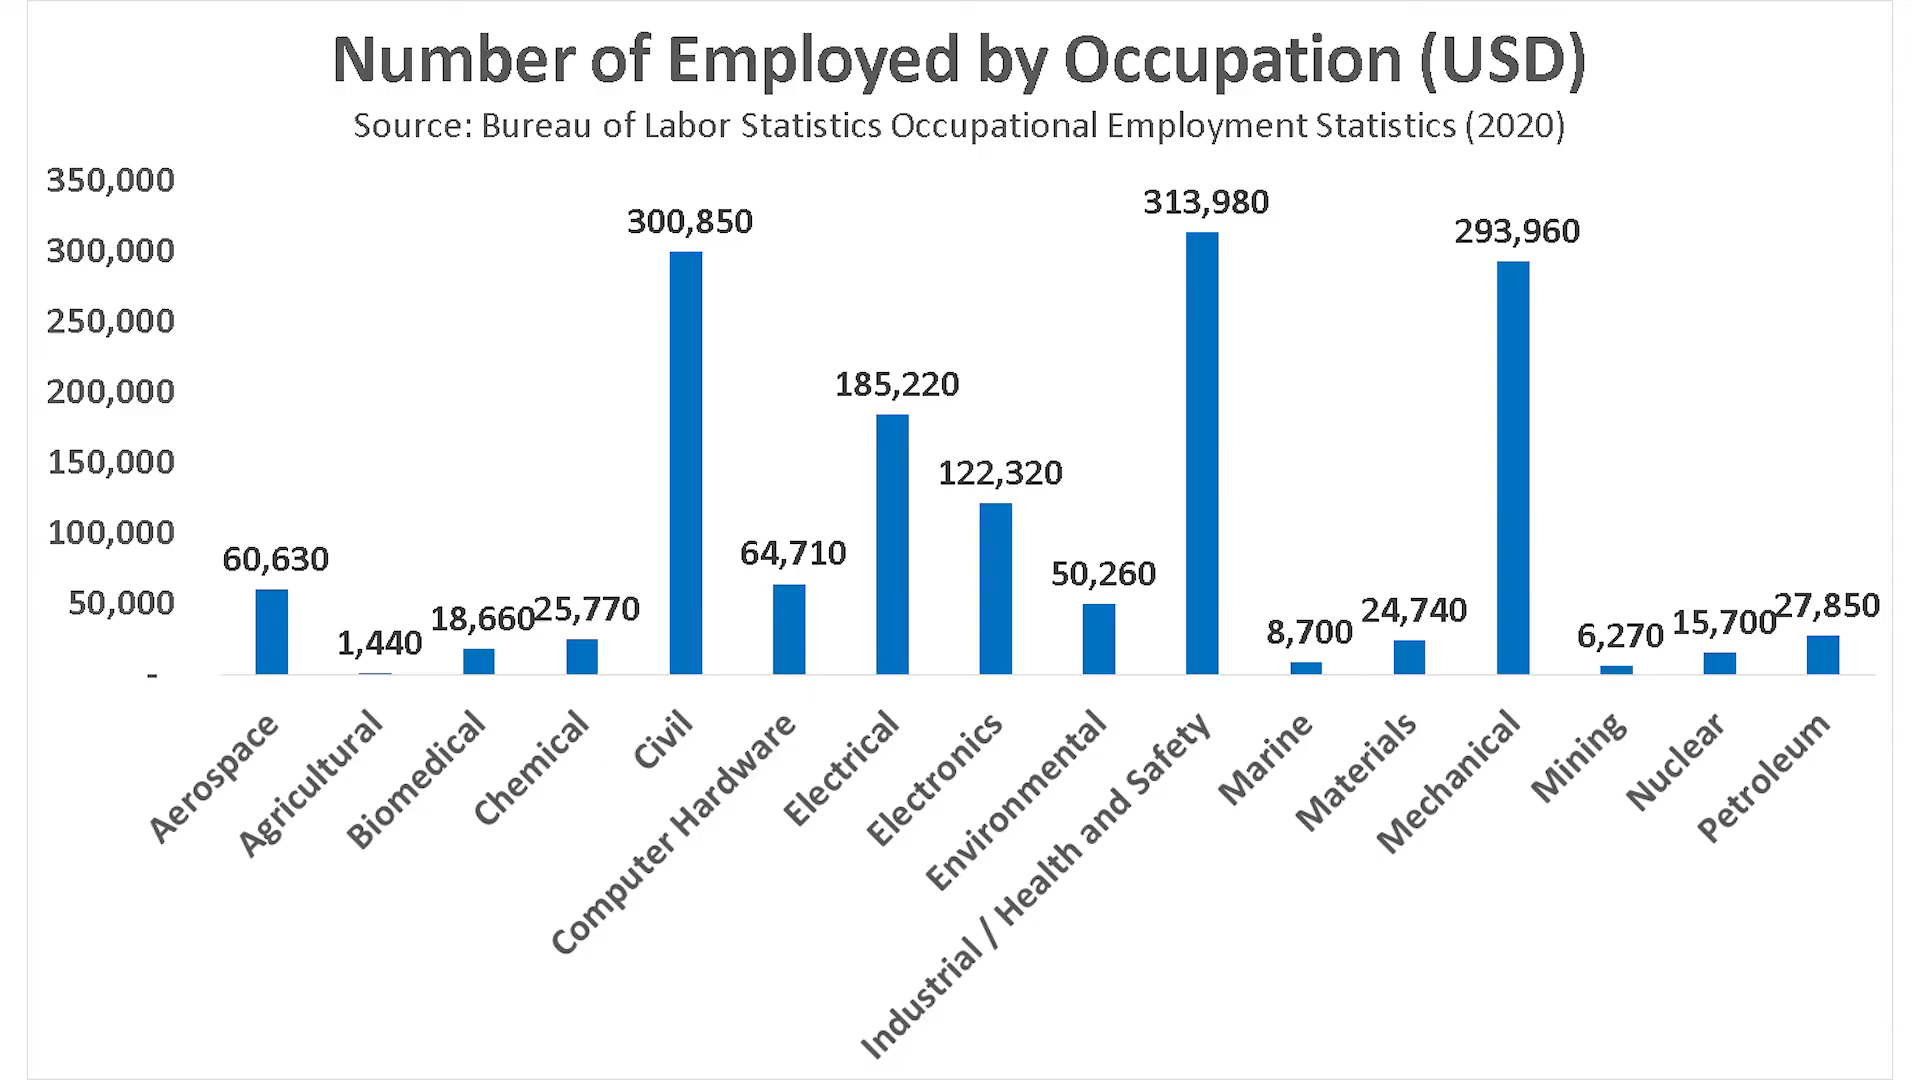 Number of Employed by Occupation (USD)
Source: Bureau of Labor Statistics Occupational Employment Statistics (2020)
350,000
300,000
250,000
200,000
150,000
100,000
50,000
-
60,630
1,440
18,660
25,770
300,850
64,710
185,220
122,320
50,260
313,980
8,700
24,740
293,960
6,270
15,700
27,850
Aerospace
Agricultural
Biomedical
Chemical
Civil
Computer Hardware
Electrical
Electronics
Environmental
Industrial / Health and Safety
Marine
Materials
Mechanical
Mining
Nuclear
Petroleum